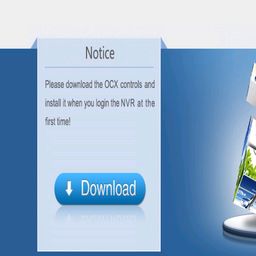 Notice
Please download the OCX controls and
install it when you login the NVR at the
first time!
Download